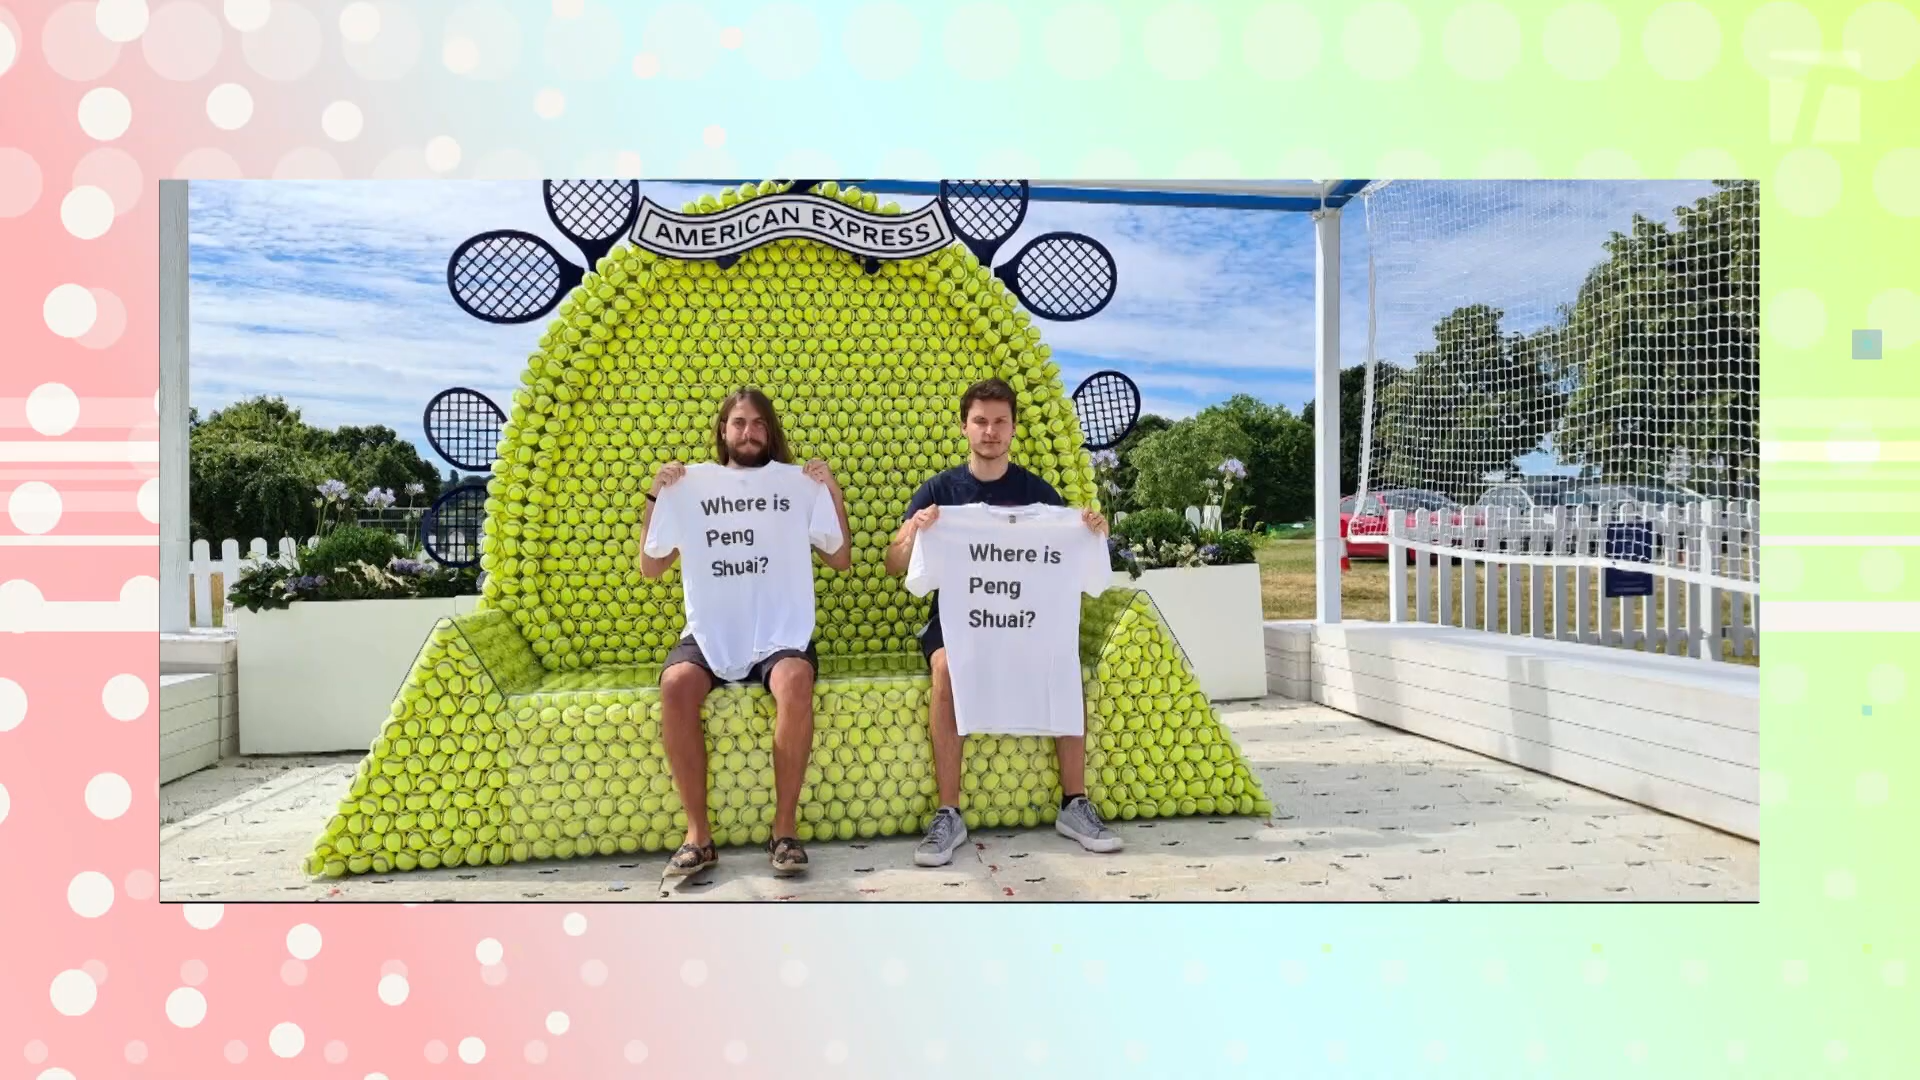 AMERICAN EXPRESS
Where is
Peng
Shuai?
Where is
Peng
Shuai?